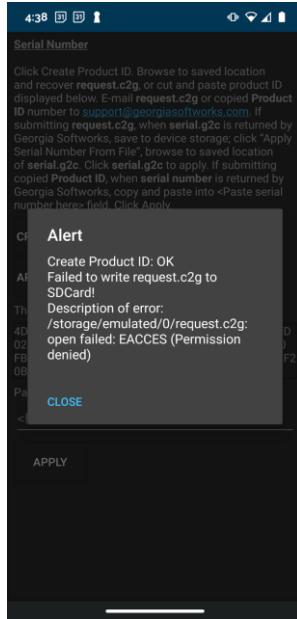 4:38 31 31
Serial Number
Click Create Product ID. Browse to saved location
and recover request.c2g, or cut and paste product ID
displayed below. E-mail request.c2g or copied Product
ID number to support@georgiasoftworks.com. If
submitting request.c2g, when serial.g2c is returned by
Georgia Softworks, save to device storage; click "Apply
Serial Number From File", browse to saved location
of serial.g2c. Click serial.g2c to apply. If submitting
copied Product ID, when serial number is returned by
Georgia Softworks, copy and paste into <Paste serial
number here> field. Click Apply
Alert
Create Product ID: OK
Failed to write request.c2g to
SDCard!
Description of error:
/storage/emulated/0/request.c2g:
open failed: EACCES (Permission
denied)
CLOSE
APPLY